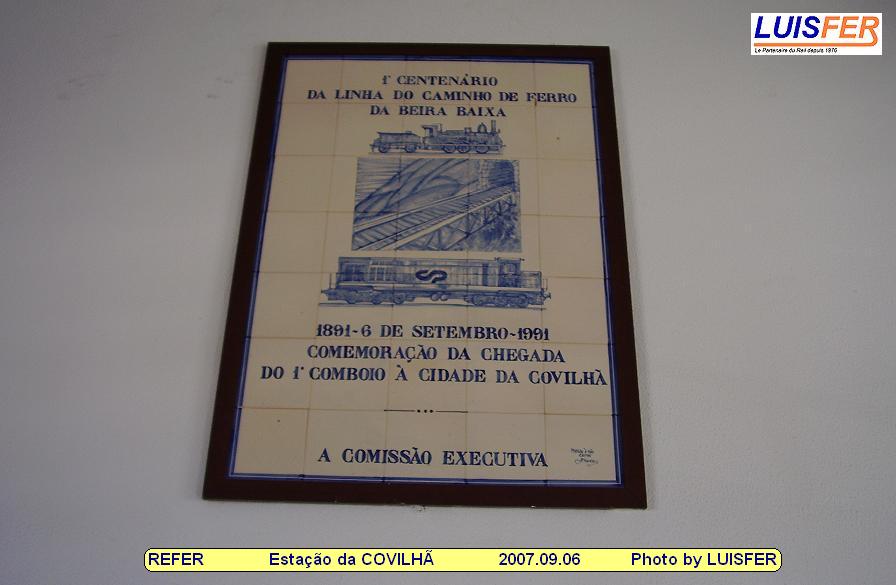 LUISFER
Le Partenaire du Rail depuis 1976
1º CENTENÁRIO
DA LINHA DO CAMINHO DE FERRO
DA BEIRA BAIXA
1891-6 DE SETEMBRO-1991
COMEMORAÇÃO DA CHEGADA
DO 1º COMBOIO À CIDADE DA COVILHÃ
A COMISSÃO EXECUTIVA
REFER Estação da COVILHÃ 2007.09.06 Photo by LUISFER